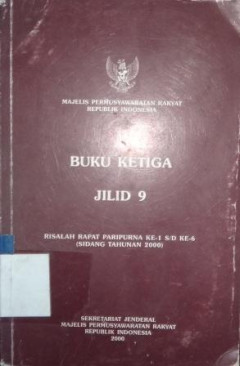 MAJELIS PERMUSYAWARATAN RAKYAT
REPUBLIK INDONESIA
BUKU KETIGA
JILID 9
RISALAH RAPAT PARIPURNA KE-1 S/D KE-6
(SIDANG TAHUNAN 2000)
SEKRETARIAT JENDERAL
MAJELIS PERMUSYAWARATAN RAKYAT
REPUBLIK INDONESIA
2000